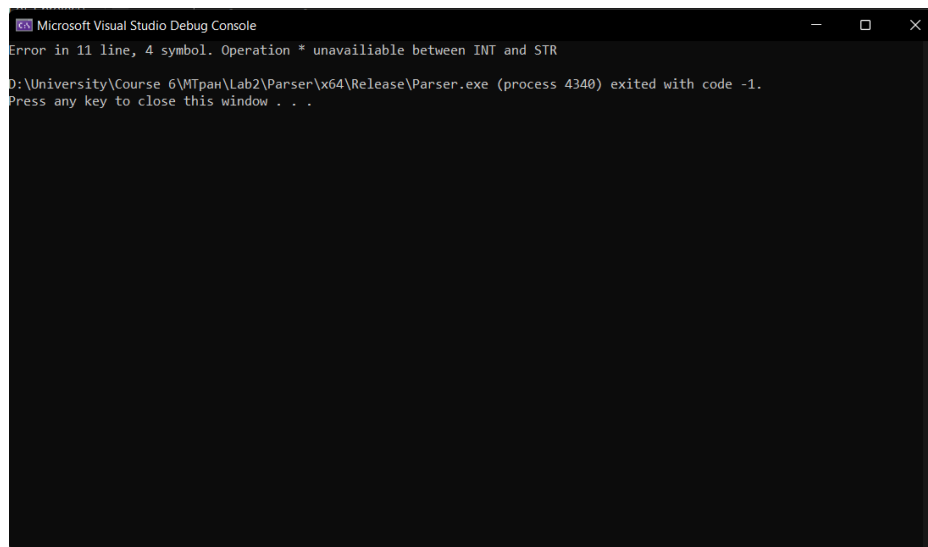 Microsoft Visual Studio Debug Console
Error in 11 line, 4 symbol. Operation * unavailiable between INT and STR
D:\University\Course 6\МТран\Lab2\Parser\x64\Release\Parser.exe (process 4340) exited with code -1.
Press any key to close this window . . .